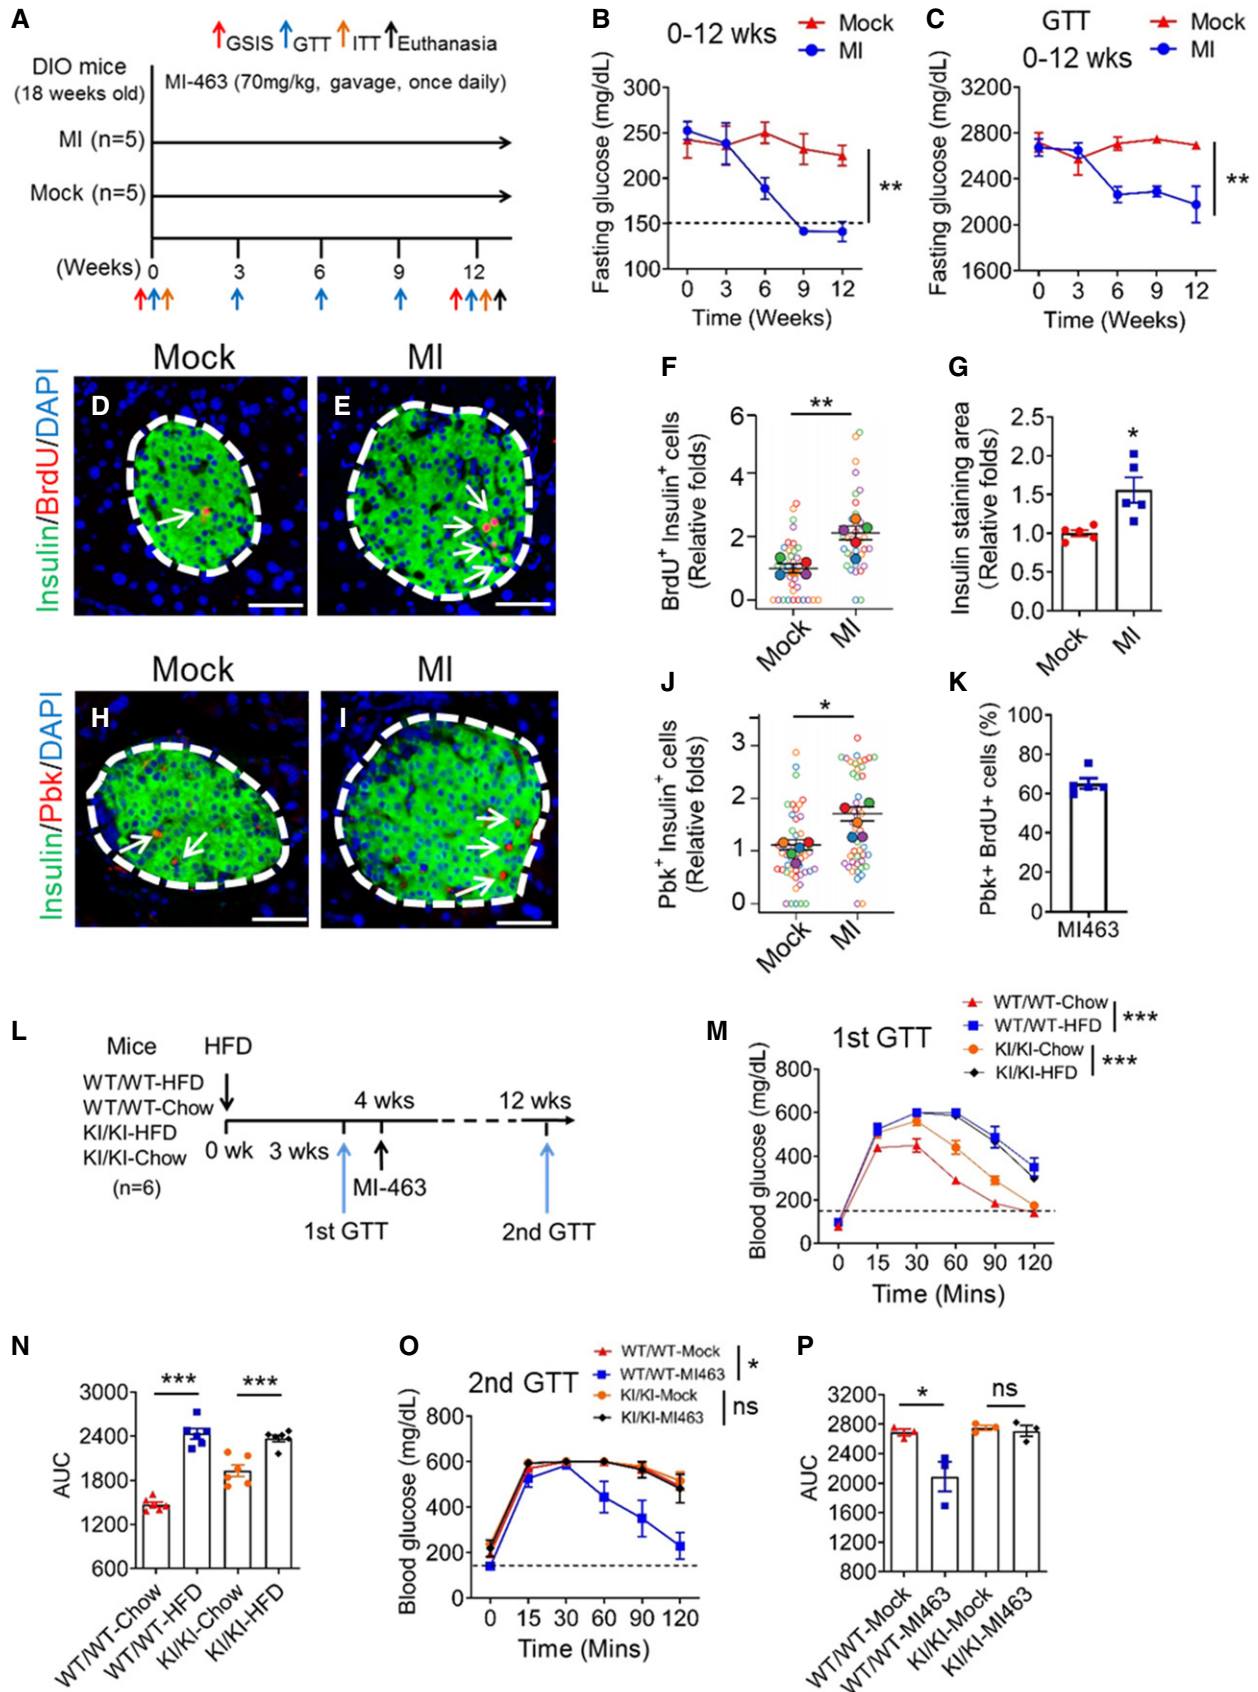 A
GSIS GTT ITT Euthanasia
DIO mice
(18 weeks old)
MI-463 (70mg/kg, gavage, once daily)
MI (n=5)
Mock (n=5)
(Weeks) 0 3 6 9 12
B
0-12 wks
Mock
MI
Fasting glucose (mg/dL)
300
250
200
150
100
**
0 3 6 9 12
Time (Weeks)
C
GTT
0-12 wks
Mock
MI
Fasting glucose (mg/dL)
3200
2800
2400
2000
1600
**
0 3 6 9 12
Time (Weeks)
Mock MI
Insulin/BrdU/DAPI
D
E
F
BrdU+ Insulin+ cells
(Relative folds)
6
4
2
0
**
Mock MI
G
Insulin staining area
(Relative folds)
2.5
2.0
1.5
1.0
0.5
0.0
*
Mock MI
Mock MI
Insulin/Pbk/DAPI
H
I
J
Pbk+ Insulin+ cells
(Relative folds)
3
2
1
0
*
Mock MI
K
Pbk+ BrdU+ cells (%)
100
80
60
40
20
0
MI463
L
Mice HFD
WT/WT-HFD
WT/WT-Chow
KI/KI-HFD
KI/KI-Chow
(n=6)
4 wks 12 wks
0 wk 3 wks
MI-463
1st GTT 2nd GTT
M
1st GTT
WT/WT-Chow
WT/WT-HFD
***
KI/KI-Chow
KI/KI-HFD
***
Blood glucose (mg/dL)
800
600
400
200
0
0 15 30 60 90 120
Time (Mins)
N
AUC
3000
2400
1800
1200
600
*** ***
WT/WT-Chow
WT/WT-HFD
KI/KI-Chow
KI/KI-HFD
O
2nd GTT
WT/WT-Mock
WT/WT-MI463
*
KI/KI-Mock
KI/KI-MI463
ns
Blood glucose (mg/dL)
800
600
400
200
0
0 15 30 60 90 120
Time (Mins)
P
AUC
3200
2800
2400
2000
1600
1200
800
* ns
WT/WT-Mock
WT/WT-MI463
KI/KI-Mock
KI/KI-MI463